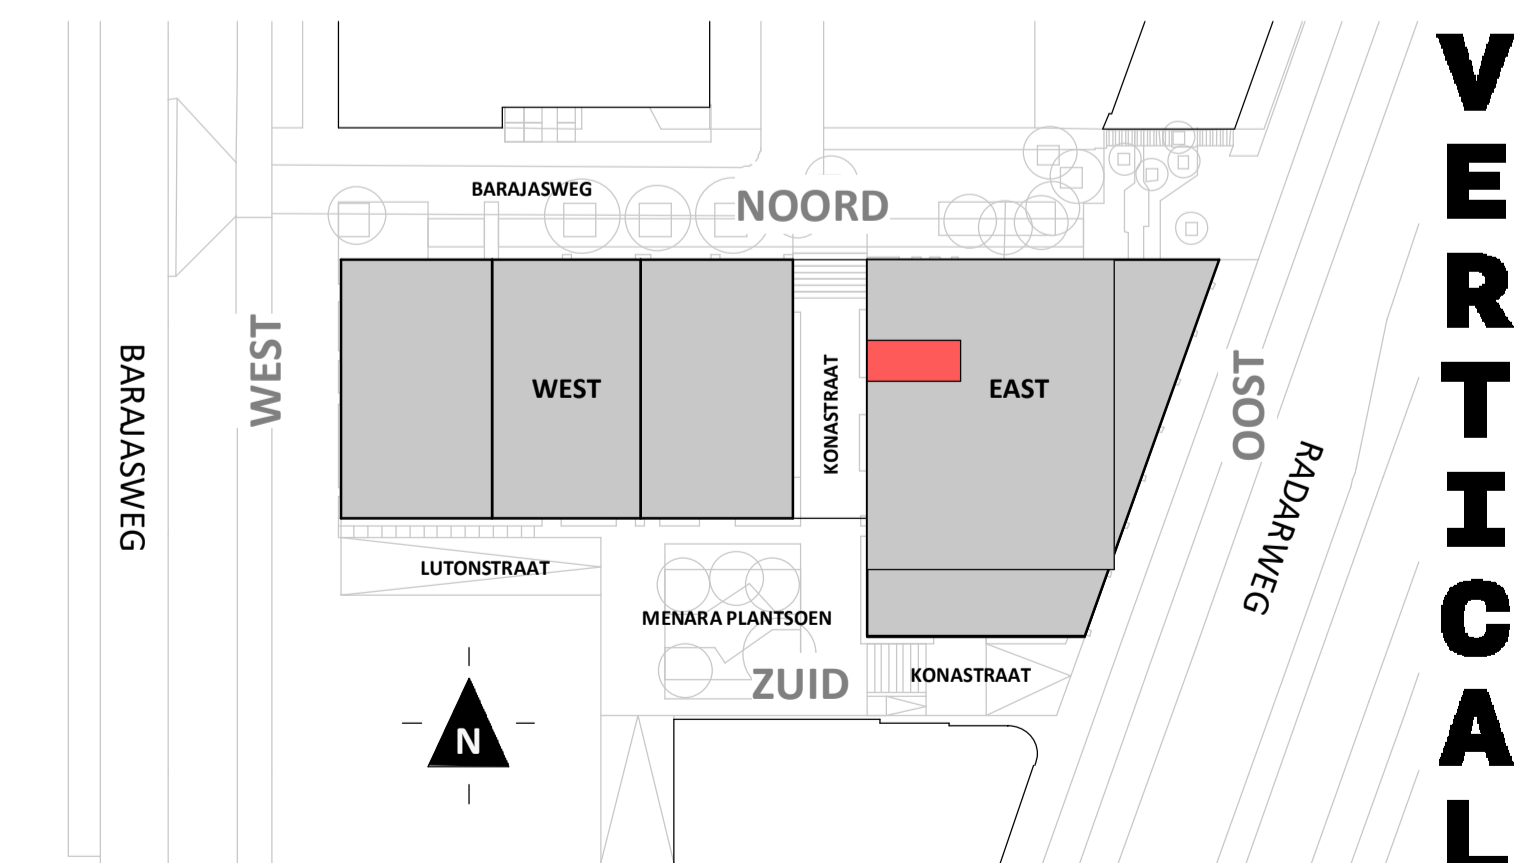 BARAJASWEG
NOORD
WEST
BARAJASWEG
WEST
KONASTRAAT
EAST
OOST
RADARWEG
LUTONSTRAAT
MENARA PLANTSOEN
ZUID
KONASTRAAT
N
VERTICAL